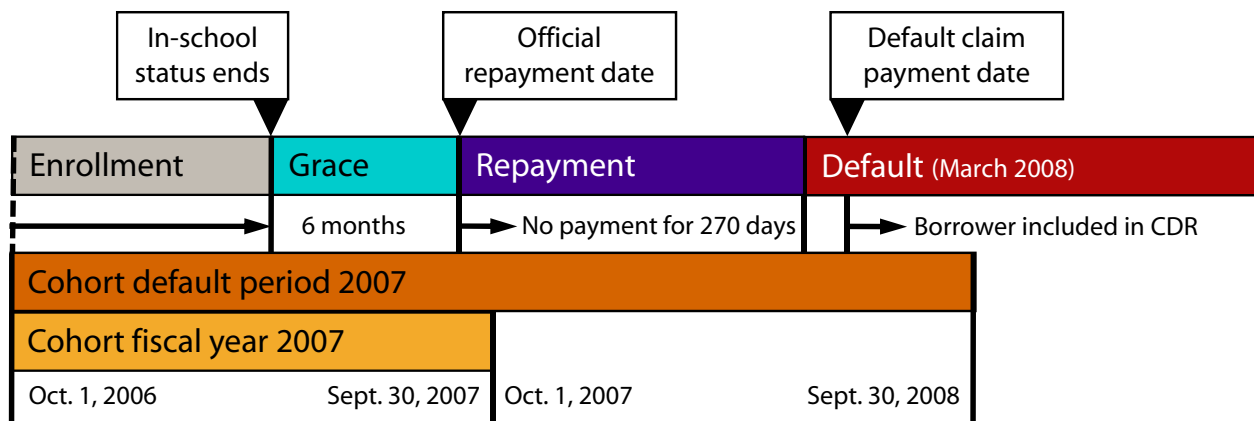 In-school
status ends
Official
repayment date
Default claim
payment date
Enrollment
Grace
Repayment
Default (March 2008)
6 months
No payment for 270 days
Borrower included in CDR
Cohort default period 2007
Cohort fiscal year 2007
Oct. 1, 2006
Sept. 30, 2007
Oct. 1, 2007
Sept. 30, 2008